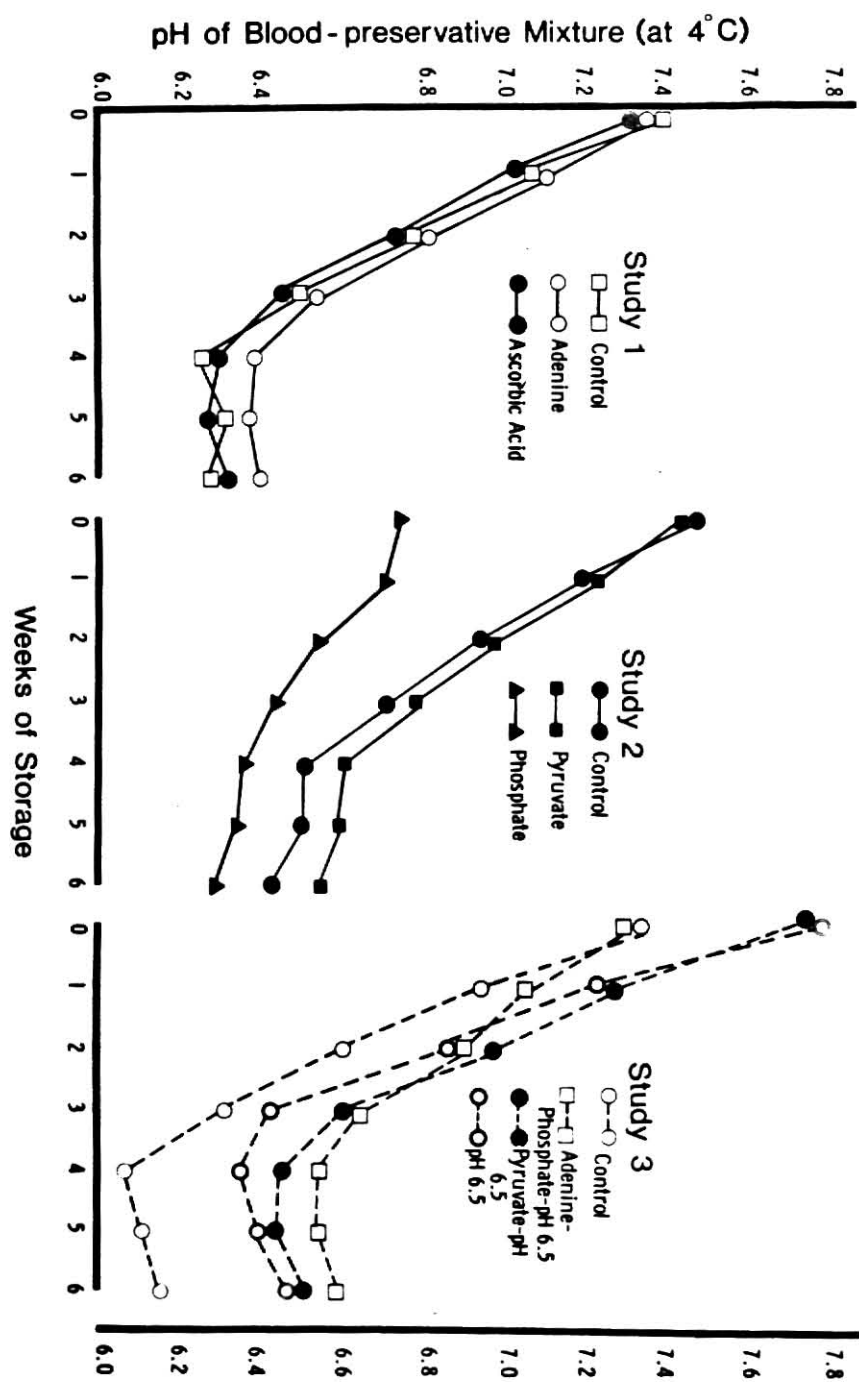 pH of Blood-preservative Mixture (at 4°C)
6.0
6.2
6.4
6.8
7.0
7.2
7.4
7.6
7.8
Study 1
Control
Adenine
Ascorbic Acid
0 1 2 3 4 5 6
Study 2
Control
Pyruvate
Phosphate
0 1 2 3 4 5 6
Study 3
Control
Adenine-
Phosphate-pH 6.5
Pyruvate-pH
6.5
pH 6.5
0 1 2 3 4 5 6
Weeks of Storage
6.0
6.2
6.4
6.6
6.8
7.0
7.2
7.4
7.6
7.8